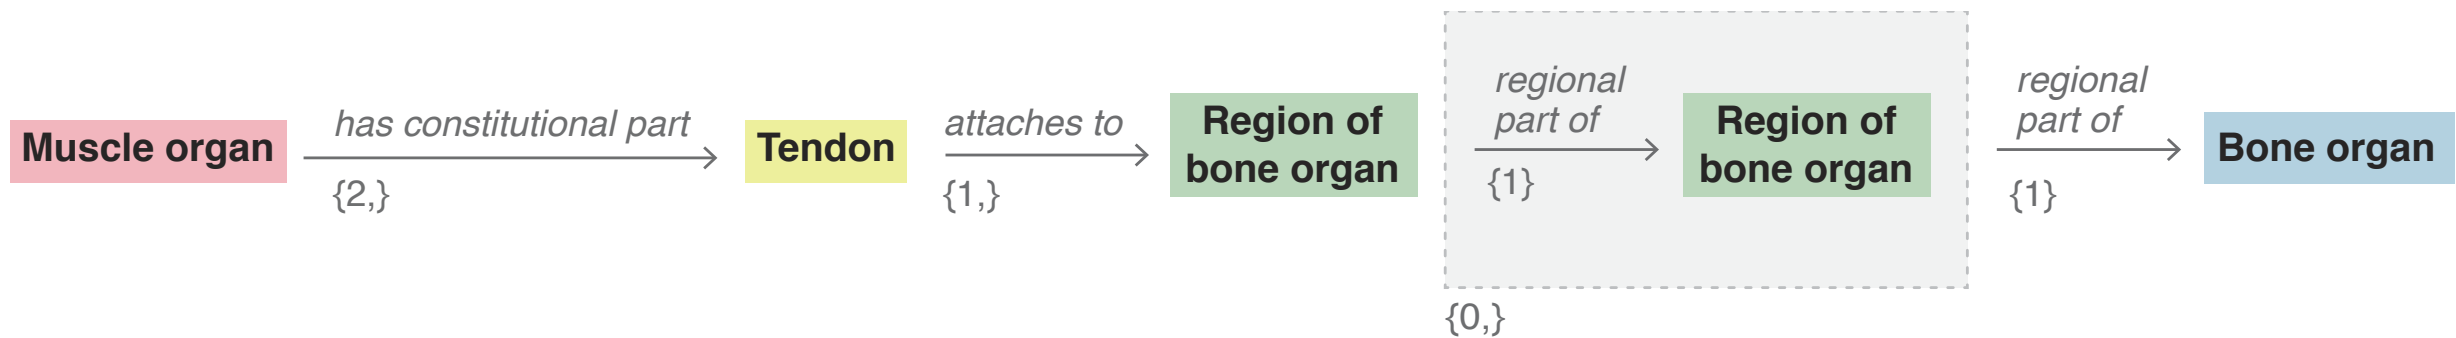 Muscle organ
has constitutional part
{2,}
Tendon
attaches to
{1,}
Region of
bone organ
regional
part of
{1}
Region of
bone organ
{0,}
regional
part of
{1}
Bone organ